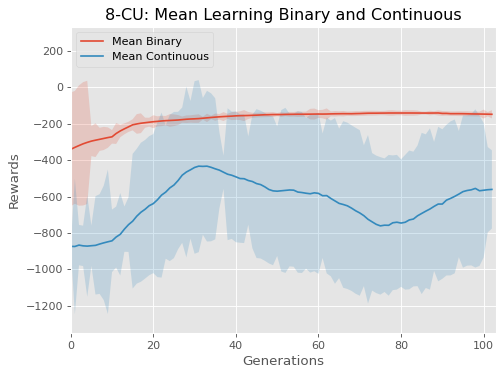 8-CU: Mean Learning Binary and Continuous
Mean Binary
Mean Continuous
Rewards
200
0
−200
−400
−600
−800
−1000
−1200
0 20 40 60 80 100
Generations